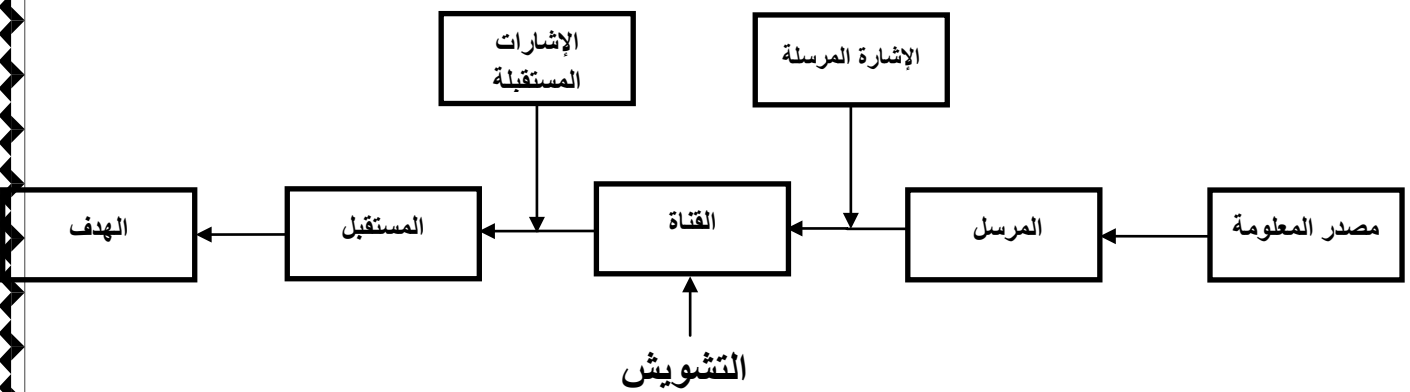 الإشارة المرسلة
الإشارات
المستقبلة
مصدر المعلومة
المرسل
القناة
المستقبل
الهدف
التشويش